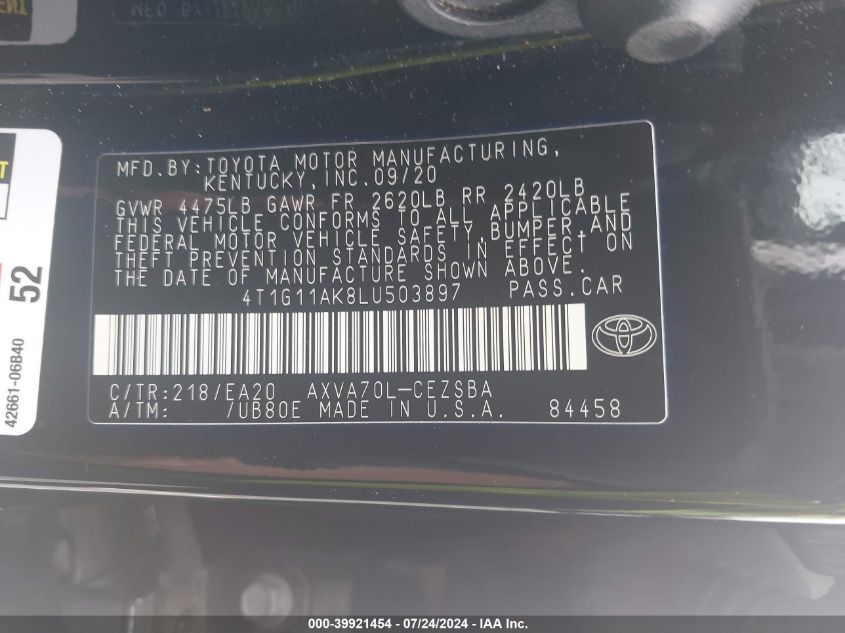 MFD.BY:TOYOTA MOTOR MANUFACTURING,
KENTUCKY, INC.09/20
GVWR 4475LB GAWR FR 2620LB RR 2420LB
THIS VEHICLE CONFORMS TO ALL APPLICABLE
FEDERAL MOTOR VEHICLE SAFETY, BUMPER,AND
THEFT PREVENTION STANDARDS IN EFFECT ON
THE DATE OF MANUFACTURE SHOWN ABOVE.
4T1G11AK8LU503897 PASS.CAR
C/TR:218/EA20 AXVA70L-CEZSBA
A/TM: /UB80E MADE IN U.S.A. 84458
52
42661-06B40
000-39921454 / 07/24/2024 - IAA Inc.